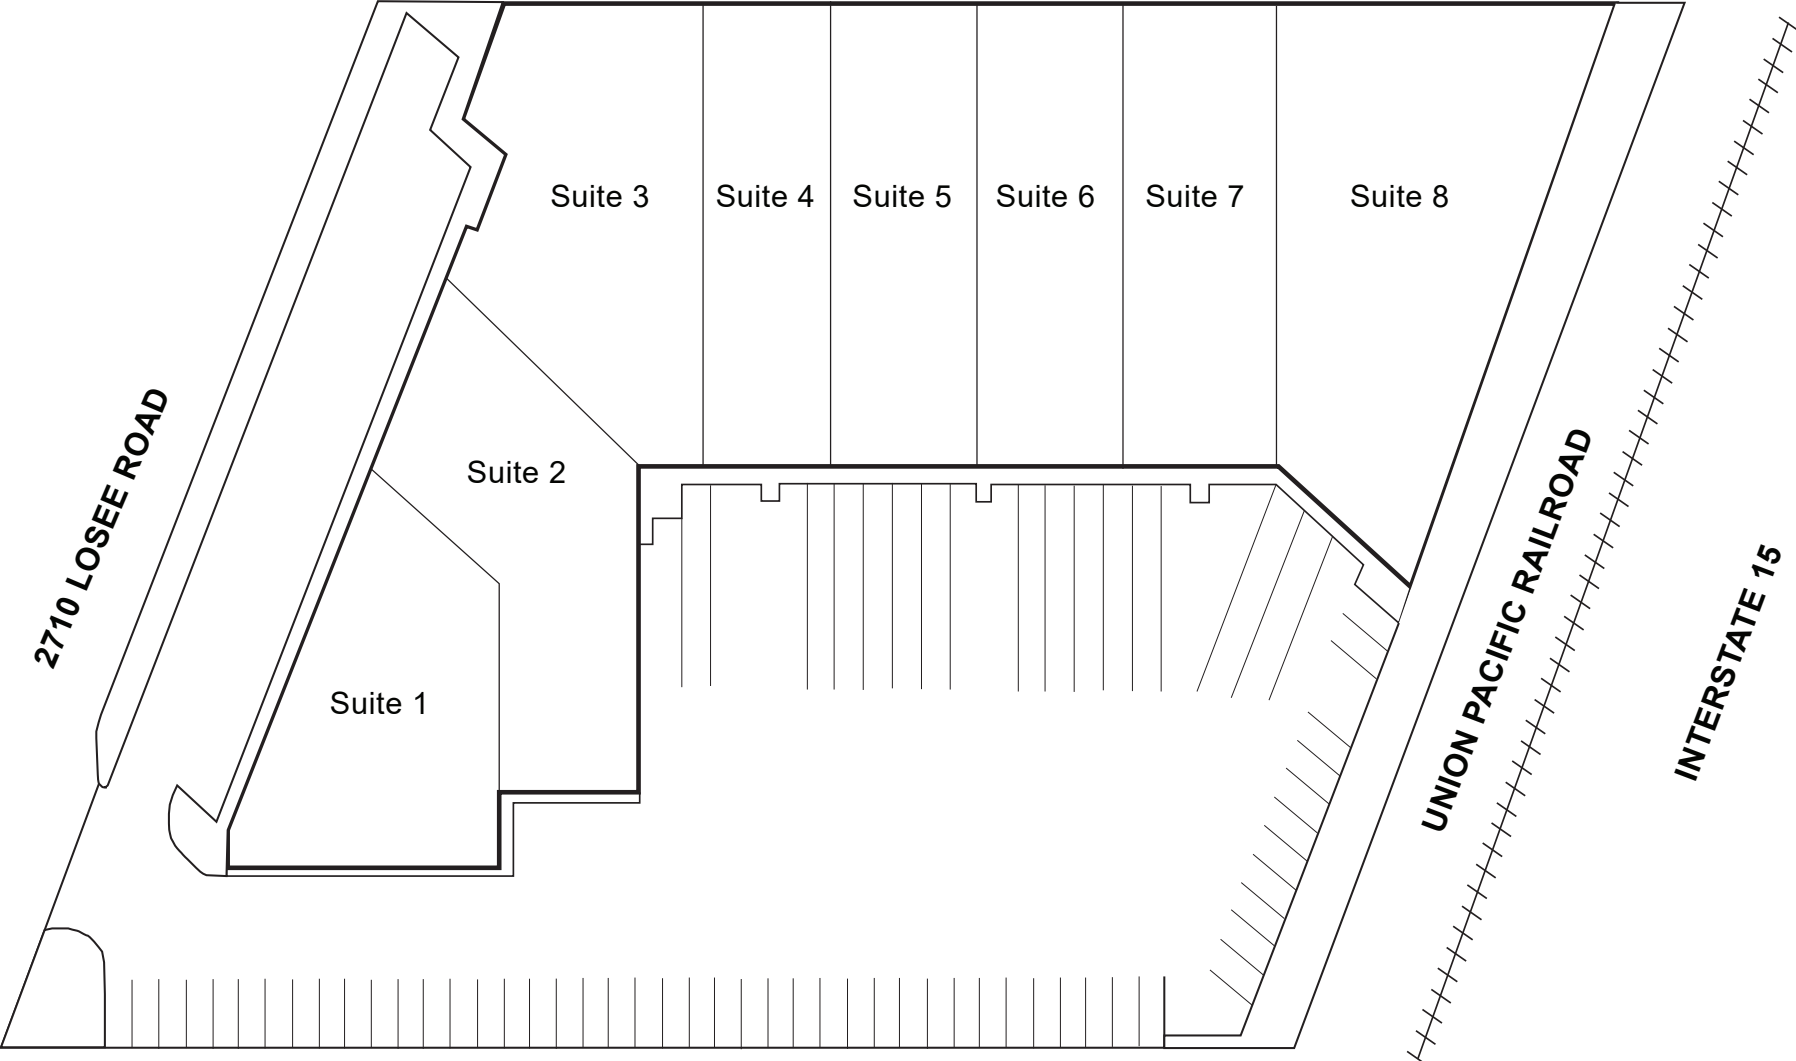 Suite 3
Suite 4
Suite 5
Suite 6
Suite 7
Suite 8
Suite 2
Suite 1
2710 LOSEE ROAD
UNION PACIFIC RAILROAD
INTERSTATE 15